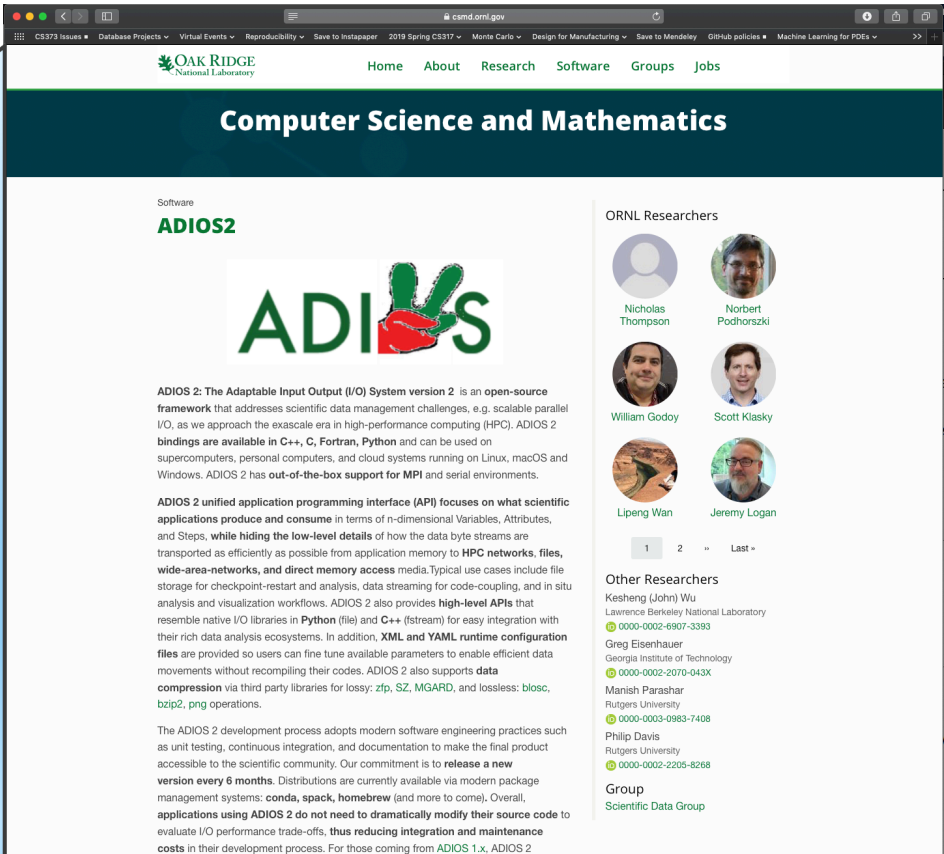 csmd.ornl.gov
CS373 Issues
Database Projects
Virtual Events
Reproducibility
Save to Instapaper
2019 Spring CS317
Monte Carlo
Design for Manufacturing
Save to Mendeley
GitHub policies
Machine Learning for PDEs
>>
OAK RIDGE
National Laboratory
Home About Research Software Groups Jobs
Computer Science and Mathematics
Software
ADIOS2
ADIOS
ADIOS 2: The Adaptable Input Output (I/O) System version 2 is an open-source
framework that addresses scientific data management challenges, e.g. scalable parallel
I/O, as we approach the exascale era in high-performance computing (HPC). ADIOS 2
bindings are available in C++, C, Fortran, Python and can be used on
supercomputers, personal computers, and cloud systems running on Linux, macOS and
Windows. ADIOS 2 has out-of-the-box support for MPI and serial environments.
ADIOS 2 unified application programming interface (API) focuses on what scientific
applications produce and consume in terms of n-dimensional Variables, Attributes,
and Steps, while hiding the low-level details of how the data byte streams are
transported as efficiently as possible from application memory to HPC networks, files,
wide-area-networks, and direct memory access media.Typical use cases include file
storage for checkpoint-restart and analysis, data streaming for code-coupling, and in situ
analysis and visualization workflows. ADIOS 2 also provides high-level APIs that
resemble native I/O libraries in Python (file) and C++ (fstream) for easy integration with
their rich data analysis ecosystems. In addition, XML and YAML runtime configuration
files are provided so users can fine tune available parameters to enable efficient data
movements without recompiling their codes. ADIOS 2 also supports data
compression via third party libraries for lossy: zfp, SZ, MGARD, and lossless: blosc,
bzip2, png operations.
The ADIOS 2 development process adopts modern software engineering practices such
as unit testing, continuous integration, and documentation to make the final product
accessible to the scientific community. Our commitment is to release a new
version every 6 months. Distributions are currently available via modern package
management systems: conda, spack, homebrew (and more to come). Overall,
applications using ADIOS 2 do not need to dramatically modify their source code to
evaluate I/O performance trade-offs, thus reducing integration and maintenance
costs in their development process. For those coming from ADIOS 1.x, ADIOS 2
ORNL Researchers
Nicholas
Thompson
Norbert
Podhorszki
William Godoy
Scott Klasky
Lipeng Wan
Jeremy Logan
1 2 ›› Last »
Other Researchers
Kesheng (John) Wu
Lawrence Berkeley National Laboratory
iD 0000-0002-6907-3393
Greg Eisenhauer
Georgia Institute of Technology
iD 0000-0002-2070-043X
Manish Parashar
Rutgers University
iD 0000-0003-0983-7408
Philip Davis
Rutgers University
iD 0000-0002-2205-8268
Group
Scientific Data Group